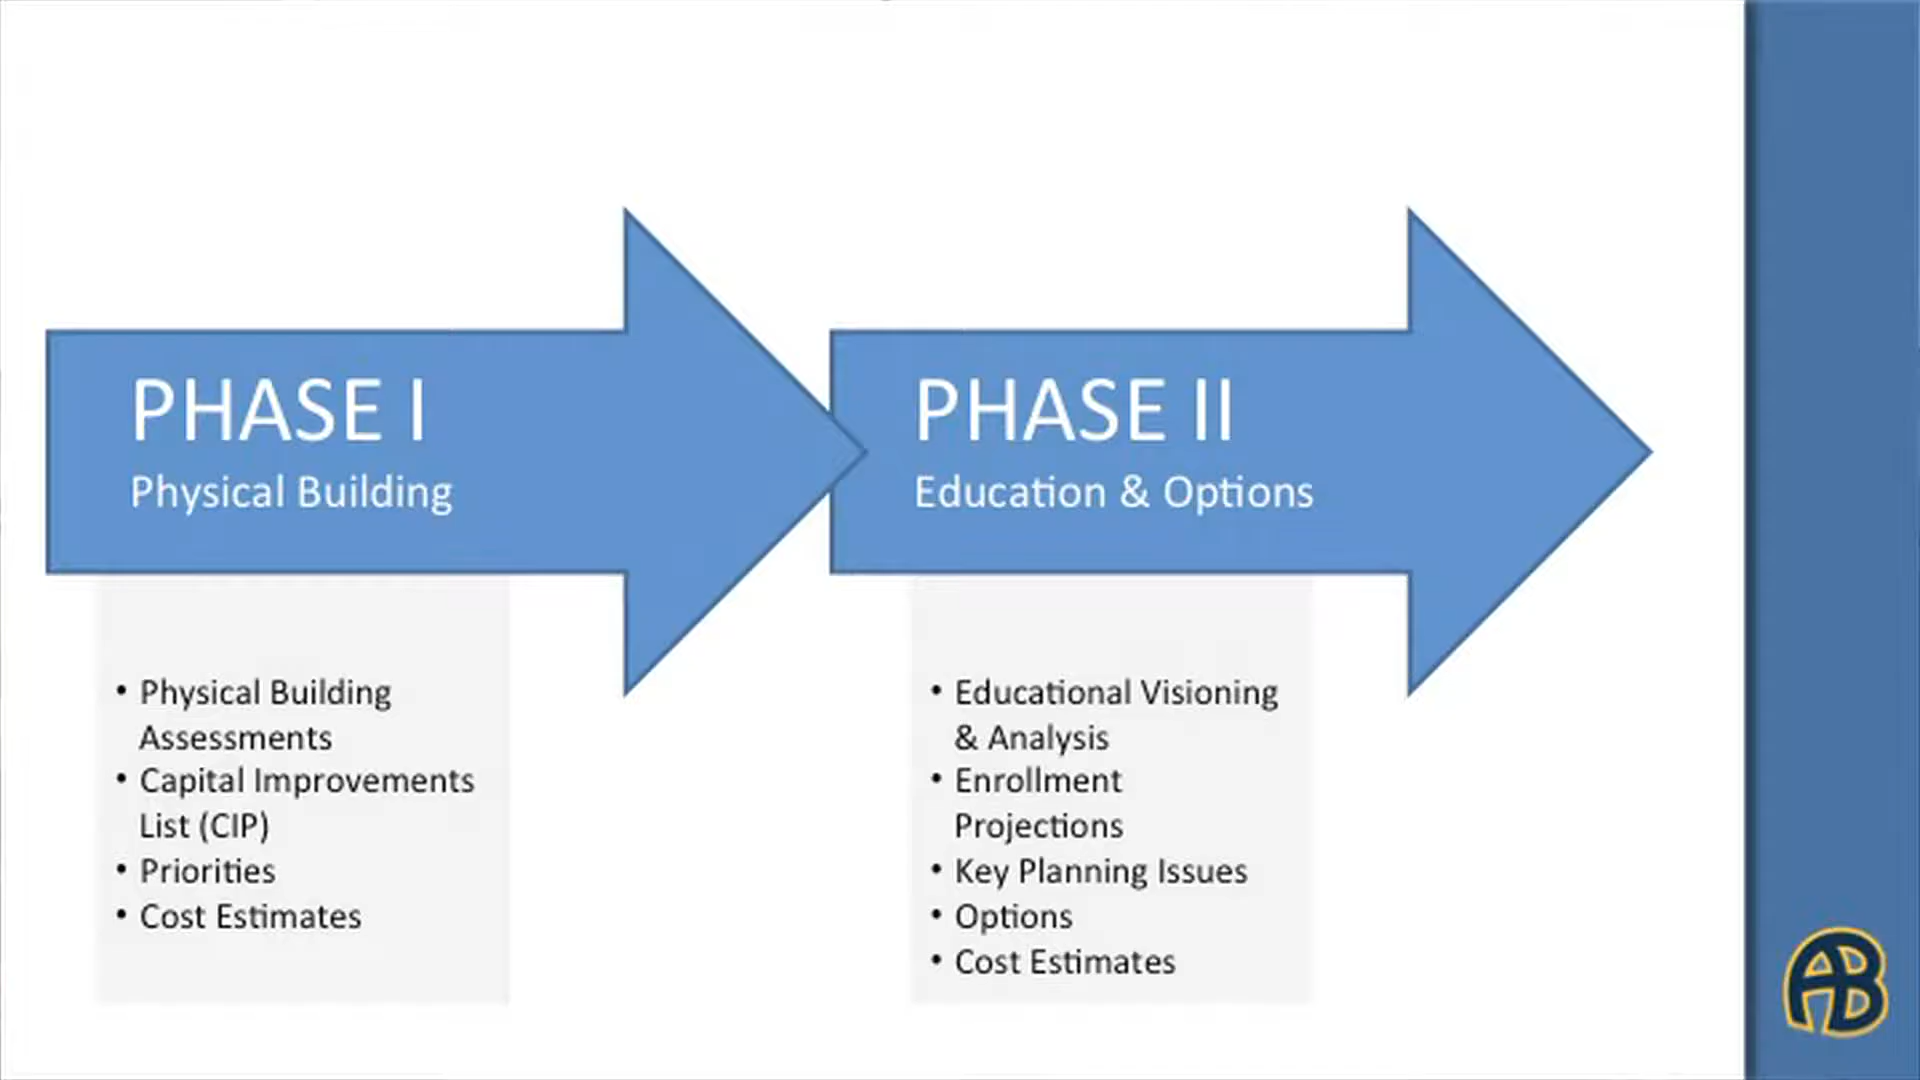 PHASE I
Physical Building
• Physical Building
Assessments
• Capital Improvements
List (CIP)
• Priorities
• Cost Estimates
PHASE II
Education & Options
• Educational Visioning
& Analysis
• Enrollment
Projections
• Key Planning Issues
• Options
• Cost Estimates
AB